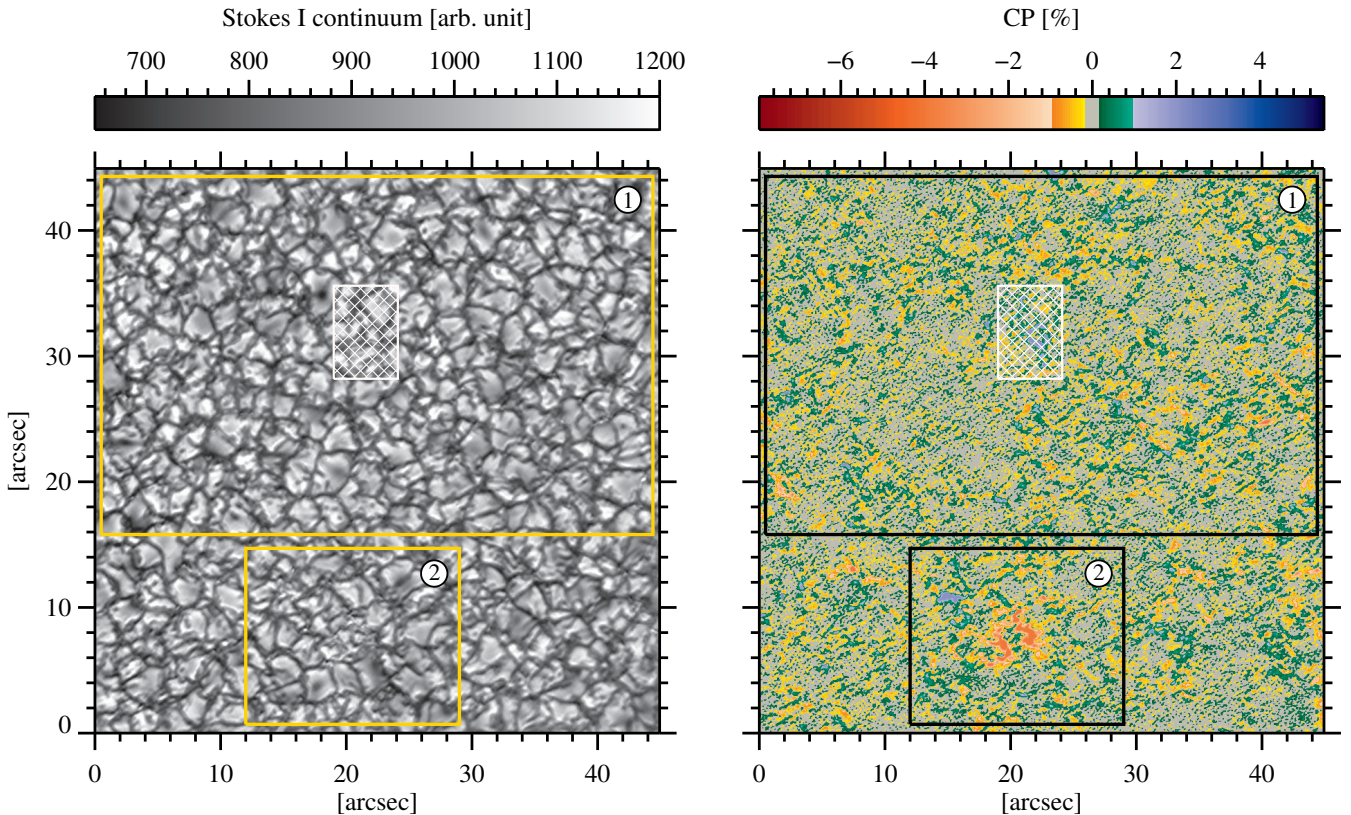 Stokes I continuum [arb. unit]
700 800 900 1000 1100 1200
CP [%]
−6 −4 −2 0 2 4
[arcsec]
40
30
20
10
0
1
2
0 10 20 30 40
[arcsec]
1
2
0 10 20 30 40
[arcsec]